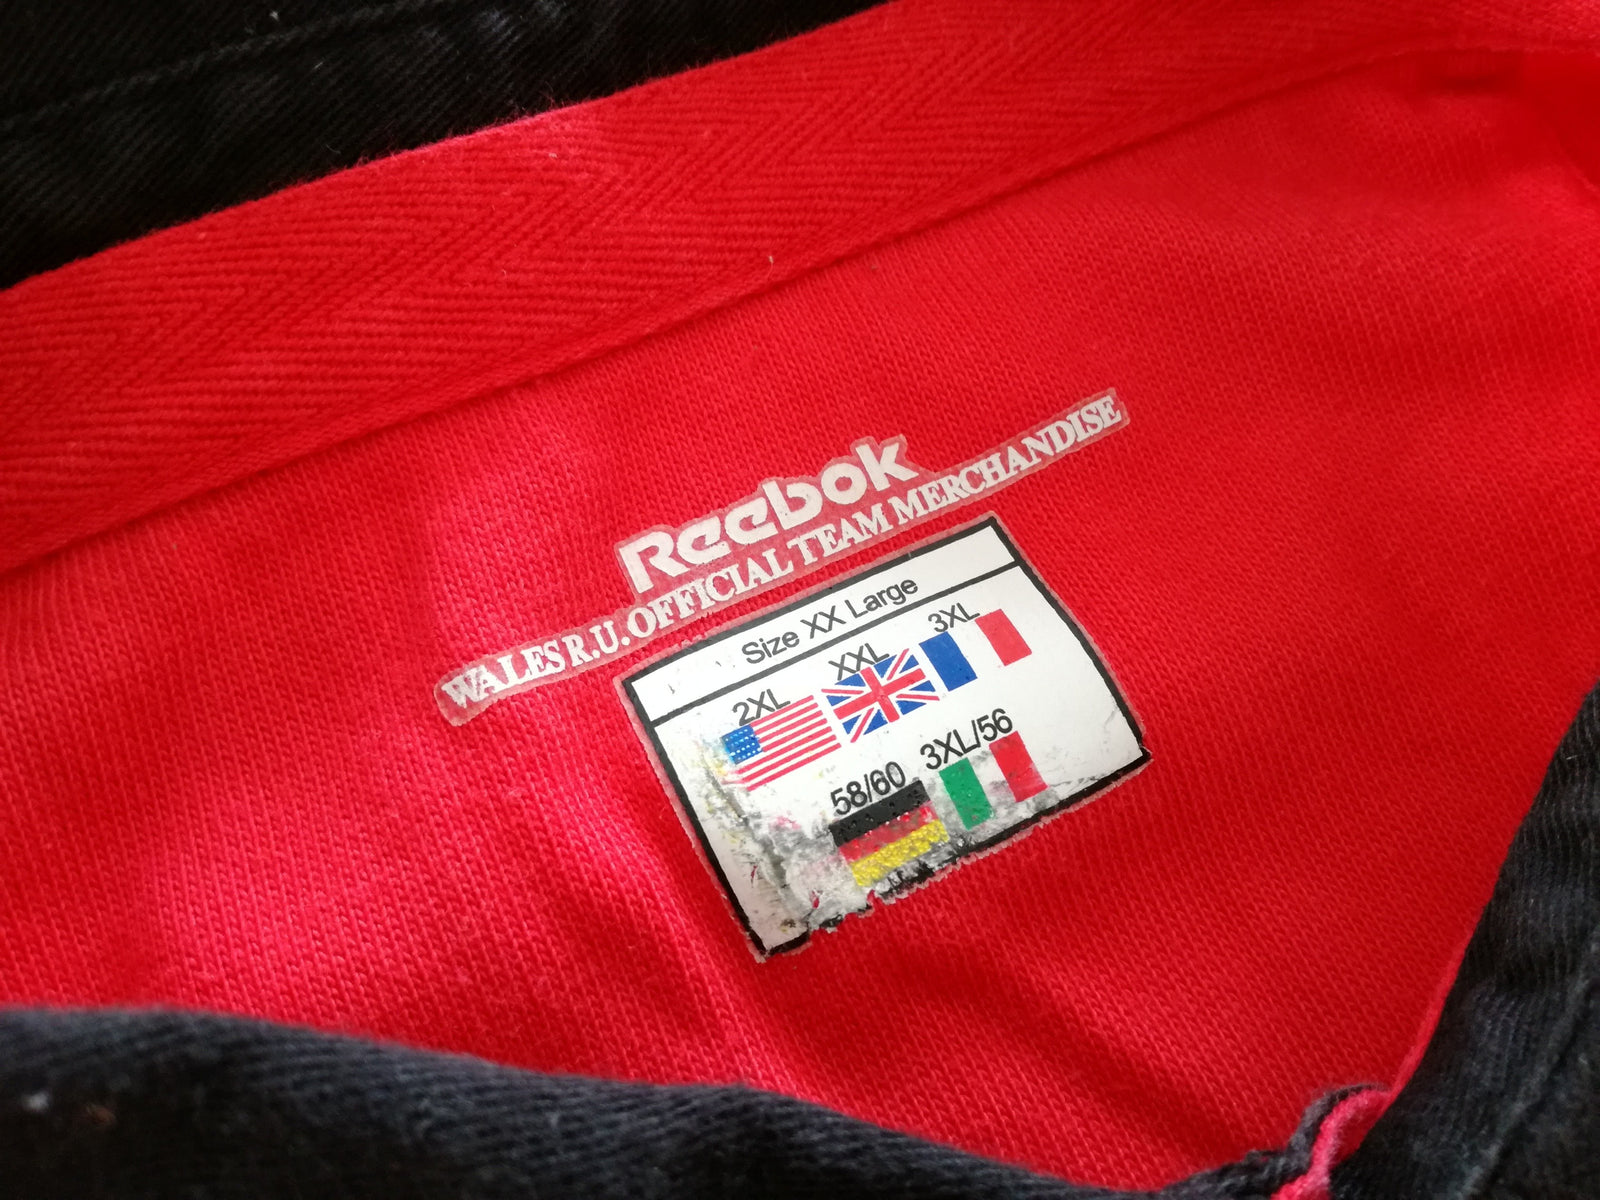 Reebok
WALES R.U. OFFICIAL TEAM MERCHANDISE
Size XX Large
2XL XXL 3XL
58/60 3XL/56